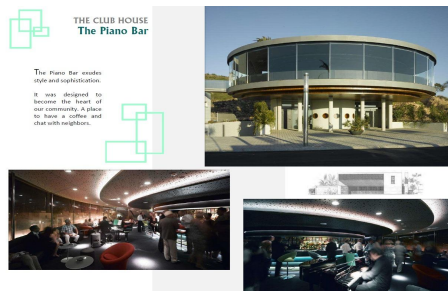 THE CLUB HOUSE
The Piano Bar
The Piano Bar exudes
style and sophistication.
It was designed to
become the heart of
our community. A place
to have a coffee and
chat with neighbors.